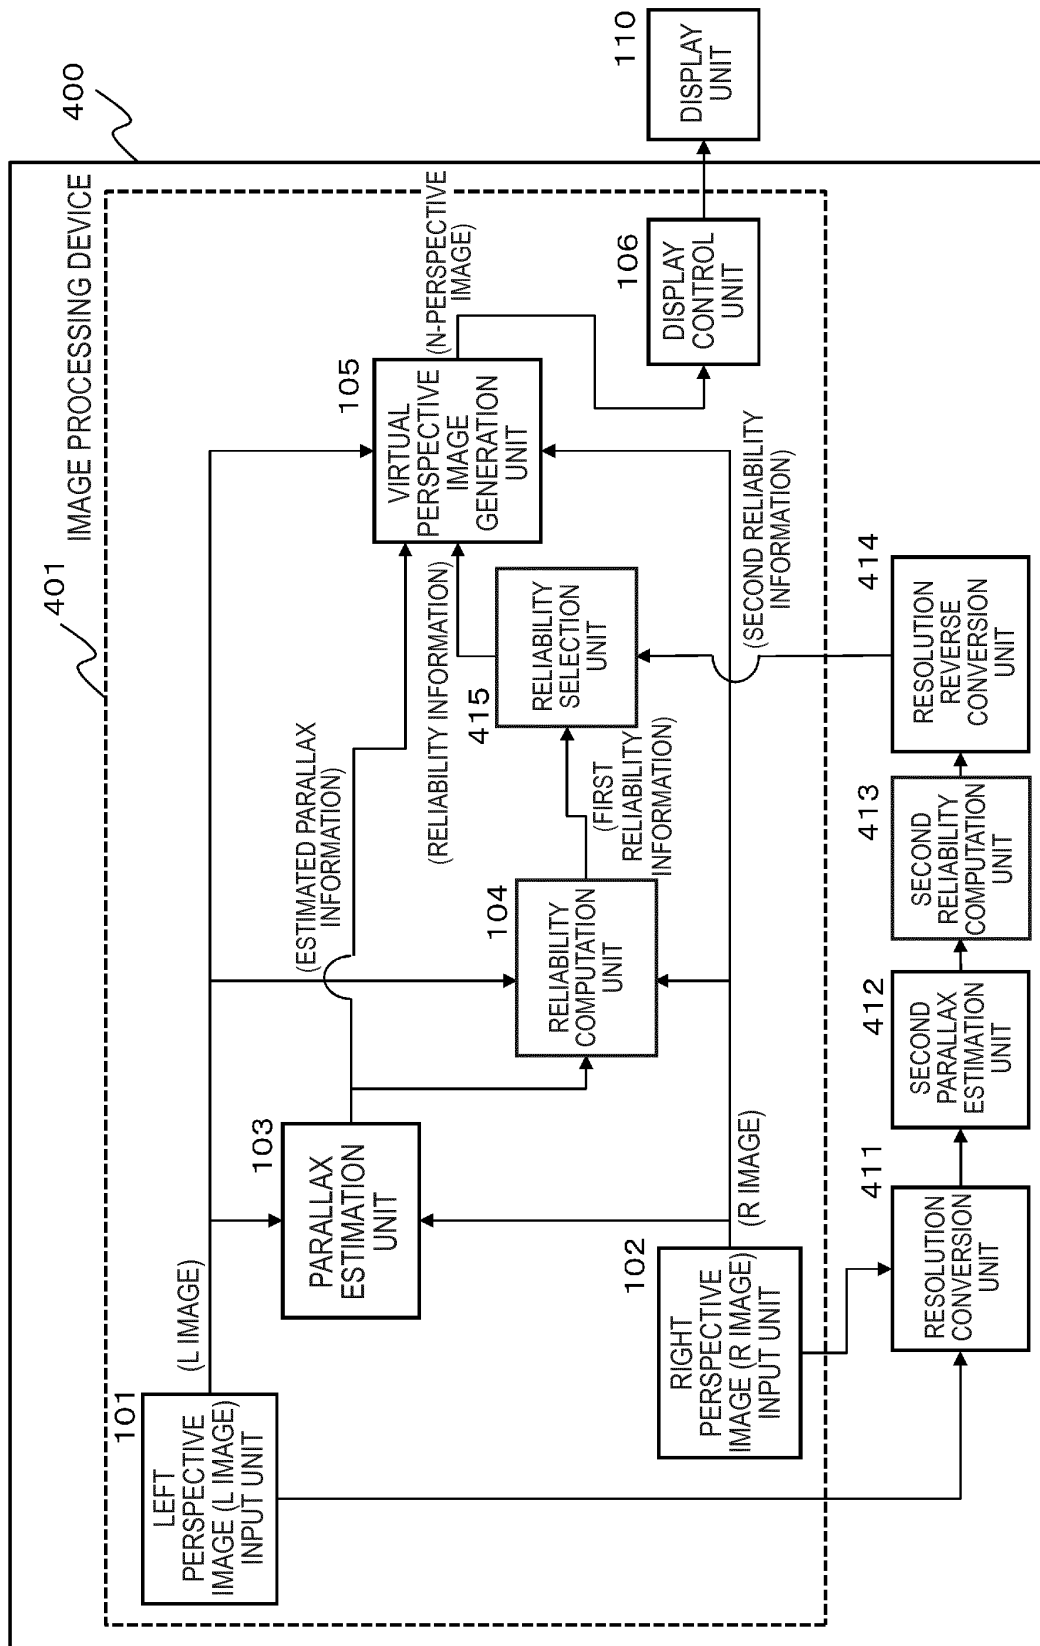 IMAGE PROCESSING DEVICE
400
401
101
LEFT
PERSPECTIVE
IMAGE (L IMAGE)
INPUT UNIT
(L IMAGE)
103
PARALLAX
ESTIMATION
UNIT
(ESTIMATED PARALLAX
INFORMATION)
102
RIGHT
PERSPECTIVE
IMAGE (R IMAGE)
INPUT UNIT
(R IMAGE)
104
RELIABILITY
COMPUTATION
UNIT
(FIRST
RELIABILITY
INFORMATION)
(RELIABILITY INFORMATION)
415
RELIABILITY
SELECTION
UNIT
105
VIRTUAL
PERSPECTIVE
IMAGE
GENERATION
UNIT
(N-PERSPECTIVE
IMAGE)
106
DISPLAY
CONTROL
UNIT
110
DISPLAY
UNIT
411
RESOLUTION
CONVERSION
UNIT
412
SECOND
PARALLAX
ESTIMATION
UNIT
413
SECOND
RELIABILITY
COMPUTATION
UNIT
414
RESOLUTION
REVERSE
CONVERSION
UNIT
(SECOND RELIABILITY
INFORMATION)